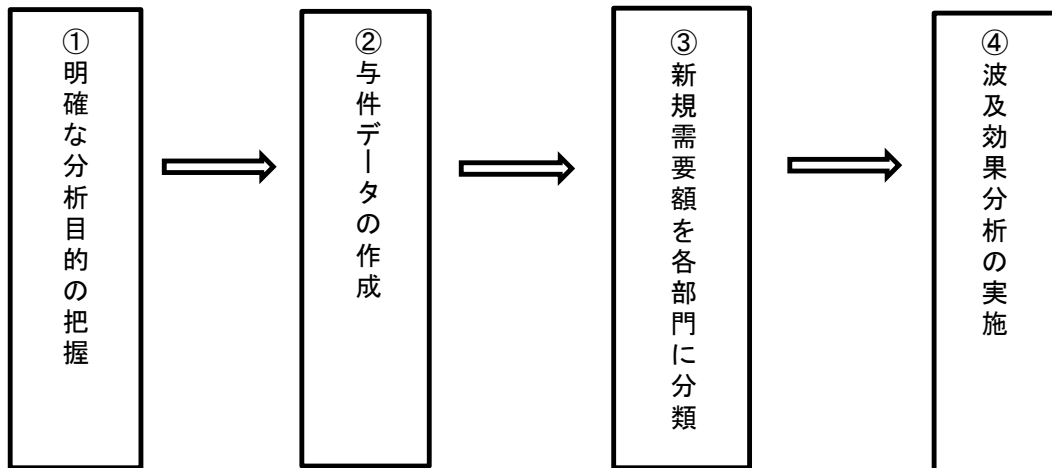 ①明確な分析目的の把握
②与件データの作成
③新規需要額を各部門に分類
④波及効果分析の実施